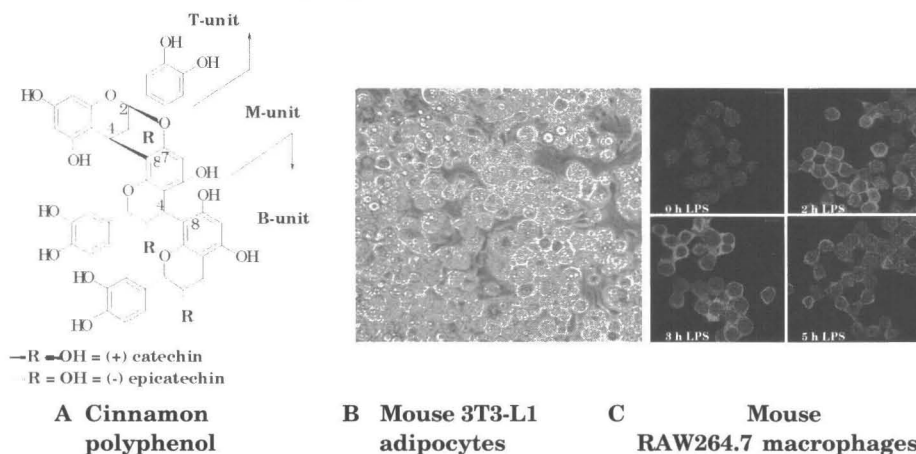 T-unit
OH
OH
HO
O
2
M-unit
O
4
R
OH
8
7
OH
O
4
OH
B-unit
HO
8
HO
R
O
OH
HO
HO
R
R OH = (+) catechin
R = OH = (-) epicatechin
0 h LPS
2 h LPS
3 h LPS
5 h LPS
A Cinnamon
polyphenol
B Mouse 3T3-L1
adipocytes
C Mouse
RAW264.7 macrophages